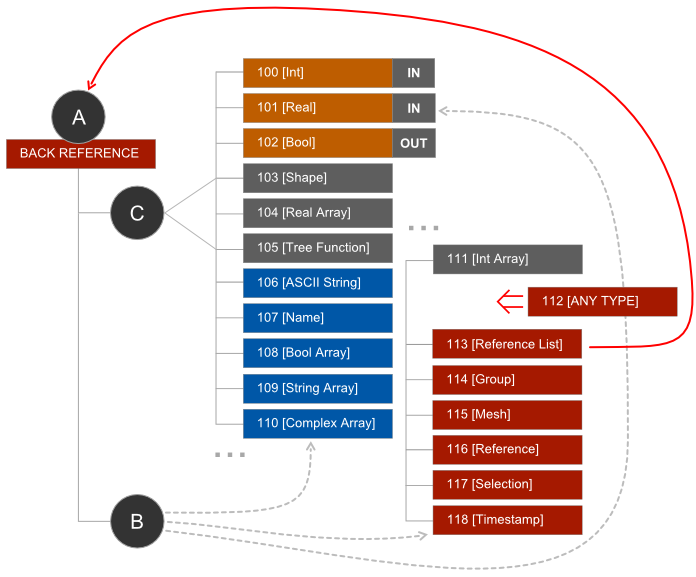 A
BACK REFERENCE
C
B
100 [Int] IN
101 [Real] IN
102 [Bool] OUT
103 [Shape]
104 [Real Array]
105 [Tree Function]
106 [ASCII String]
107 [Name]
108 [Bool Array]
109 [String Array]
110 [Complex Array]
...
...
111 [Int Array]
112 [ANY TYPE]
113 [Reference List]
114 [Group]
115 [Mesh]
116 [Reference]
117 [Selection]
118 [Timestamp]